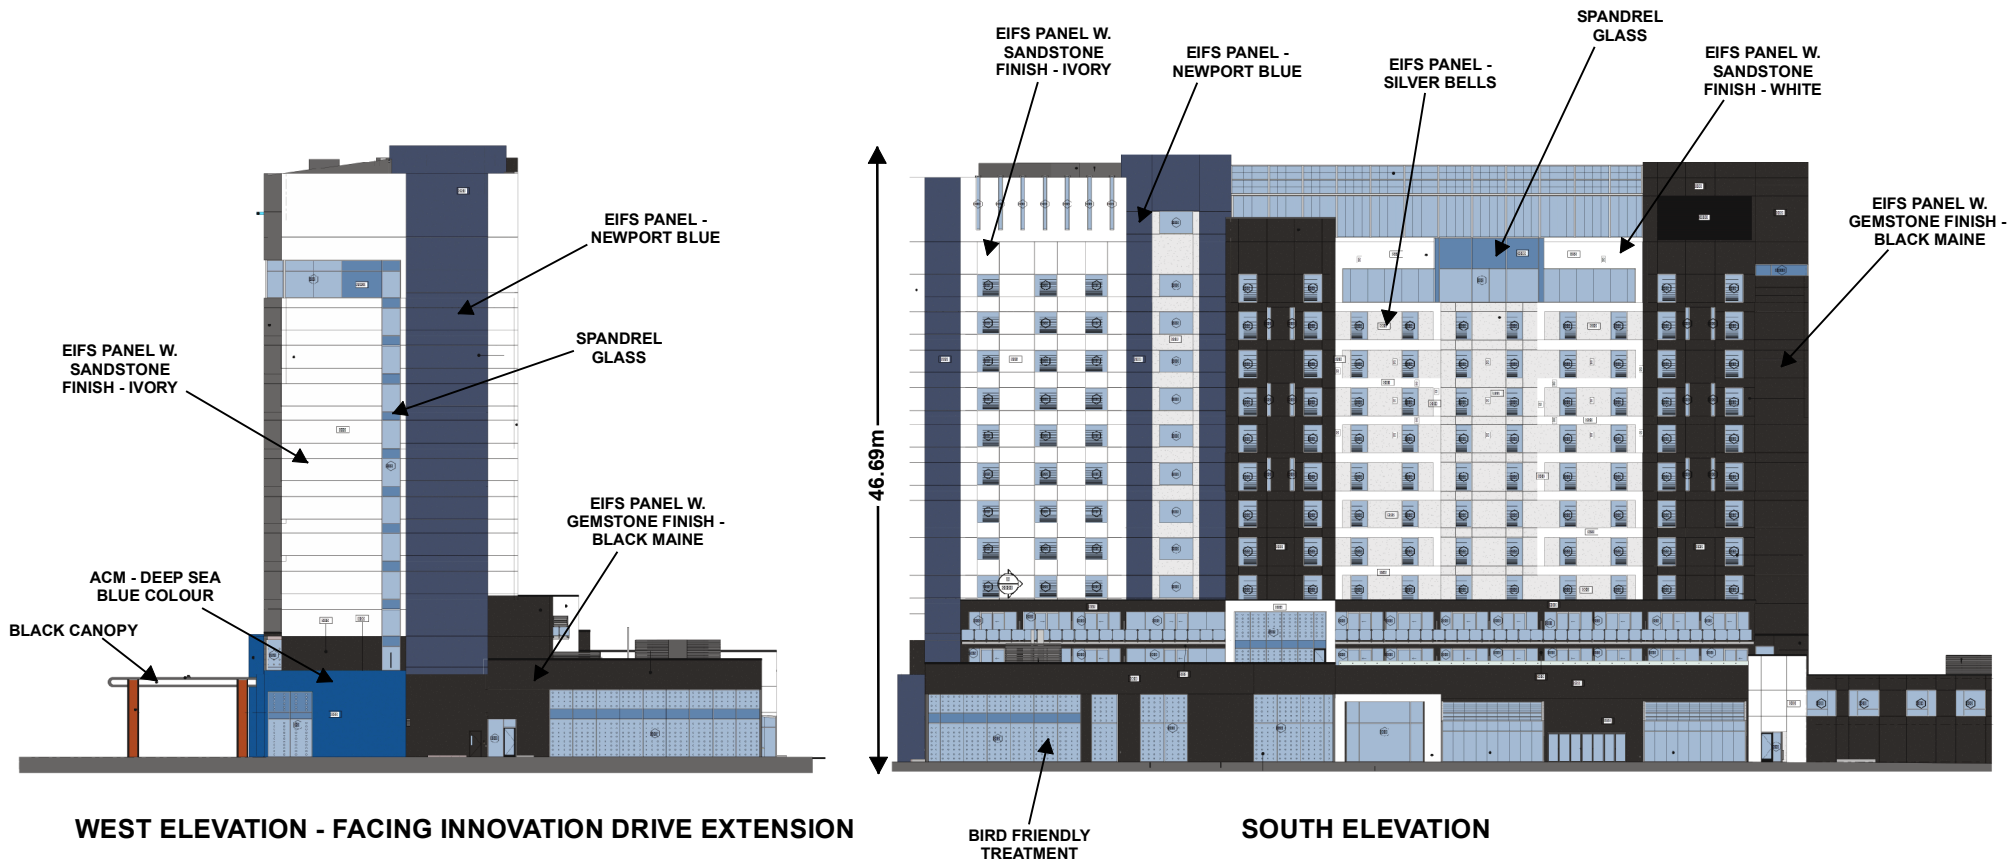 EIFS PANEL W.
SANDSTONE
FINISH - IVORY
EIFS PANEL -
NEWPORT BLUE
EIFS PANEL -
SILVER BELLS
SPANDREL
GLASS
EIFS PANEL W.
SANDSTONE
FINISH - WHITE
EIFS PANEL W.
GEMSTONE FINISH -
BLACK MAINE
EIFS PANEL -
NEWPORT BLUE
SPANDREL
GLASS
EIFS PANEL W.
SANDSTONE
FINISH - IVORY
EIFS PANEL W.
GEMSTONE FINISH -
BLACK MAINE
ACM - DEEP SEA
BLUE COLOUR
BLACK CANOPY
46.69m
WEST ELEVATION - FACING INNOVATION DRIVE EXTENSION
BIRD FRIENDLY
TREATMENT
SOUTH ELEVATION